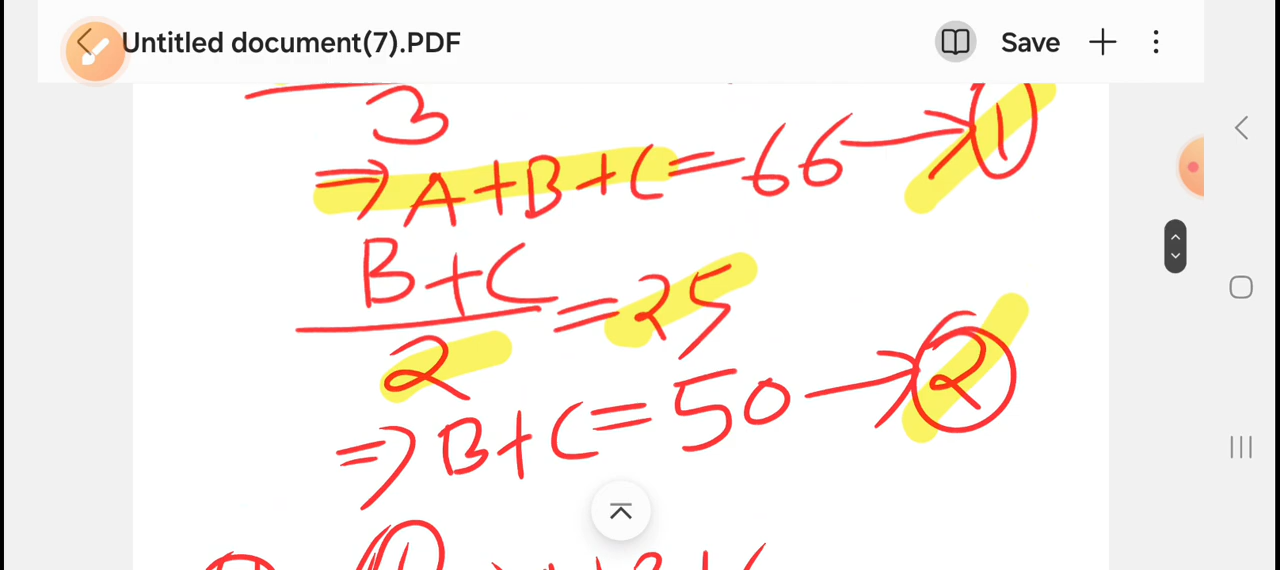 Untitled document(7).PDF Save
3
⇒ A+B+C=66 → ①
B+C
=25
2
⇒ B+C=50 → ②